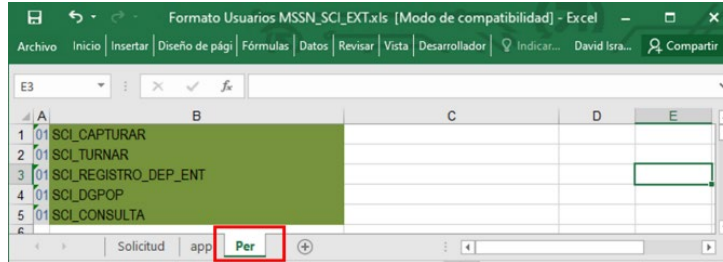 Formato Usuarios MSSN_SCI_EXT.xls [Modo de compatibilidad] - Excel
Archivo Inicio Insertar Diseño de pági Fórmulas Datos Revisar Vista Desarrollador Indicar... David Isra... Compartir
E3 fx
A B C D E
1 01 SCI_CAPTURAR
2 01 SCI_TURNAR
3 01 SCI_REGISTRO_DEP_ENT
4 01 SCI_DGPOP
5 01 SCI_CONSULTA
6
Solicitud app Per